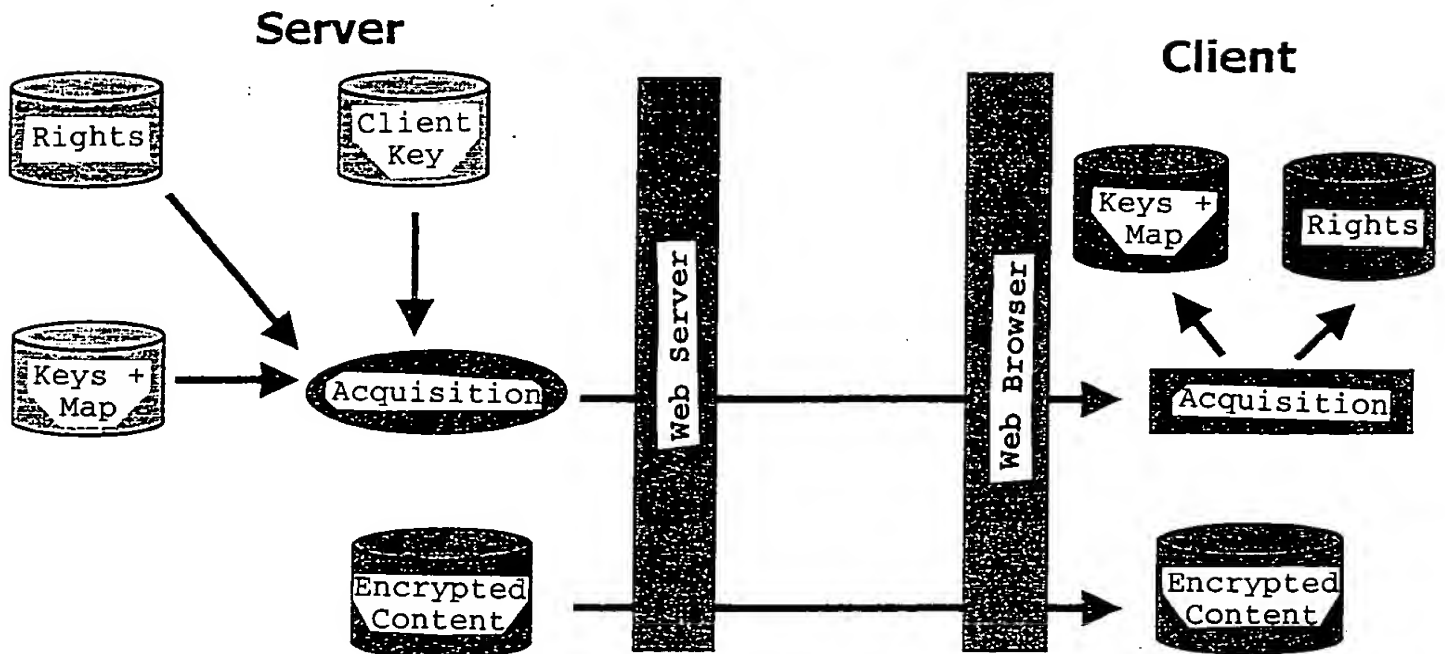 Server
Client
Rights
Client
Key
Keys +
Map
Rights
Keys +
Map
Acquisition
Web Server
Web Browser
Acquisition
Encrypted
Content
Encrypted
Content